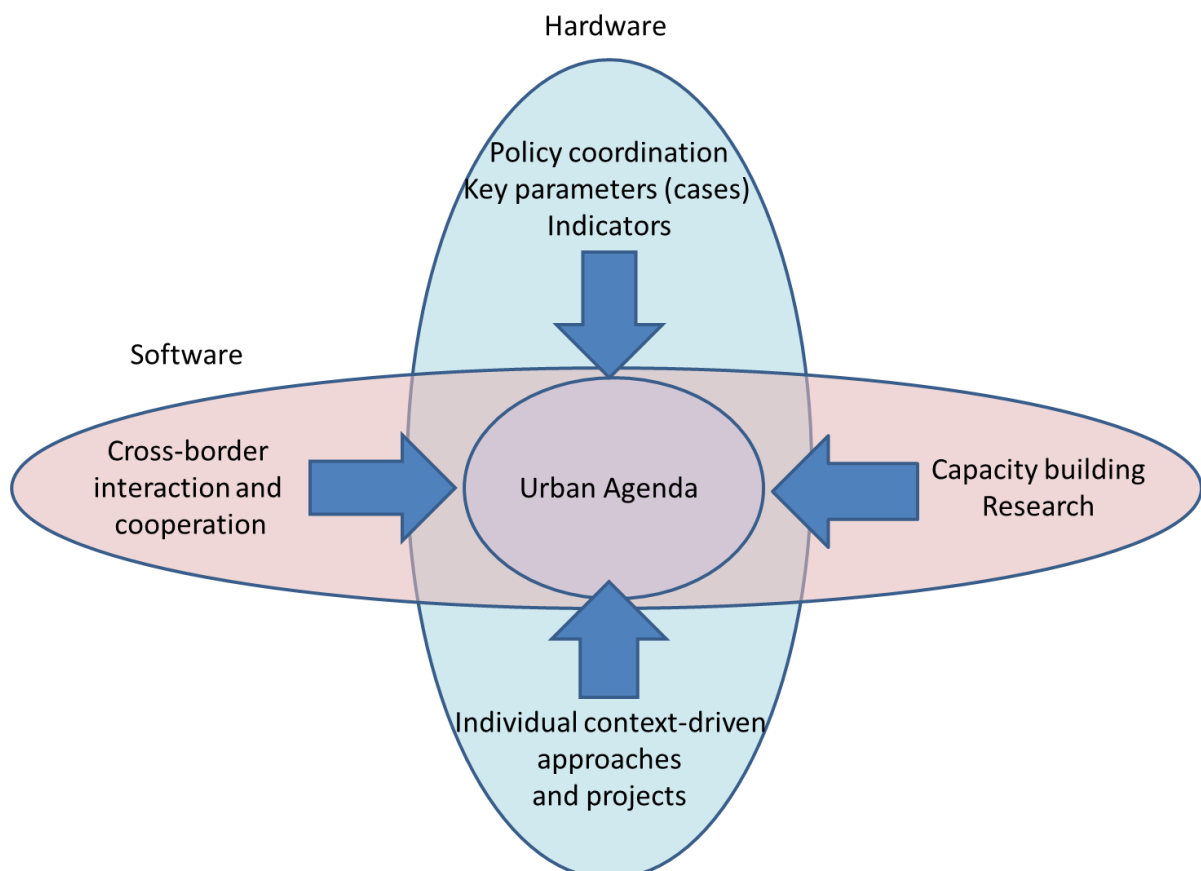 Hardware
Policy coordination
Key parameters (cases)
Indicators
Software
Cross-border
interaction and
cooperation
Urban Agenda
Capacity building
Research
Individual context-driven
approaches
and projects